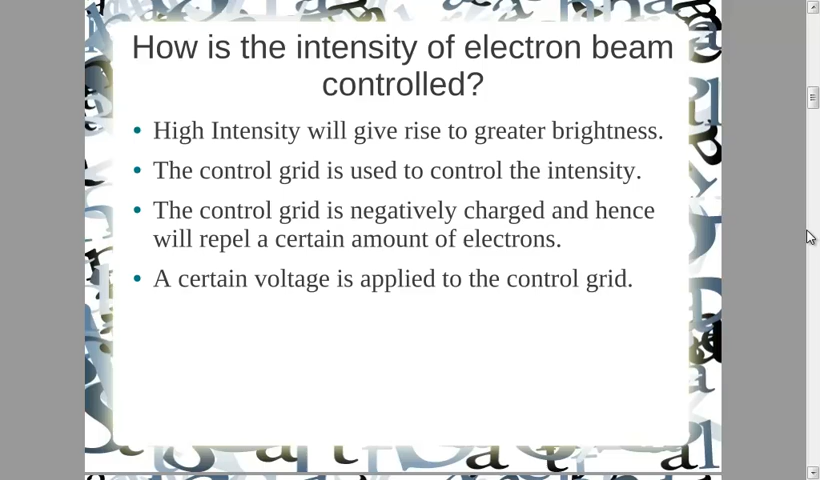 How is the intensity of electron beam
controlled?
• High Intensity will give rise to greater brightness.
• The control grid is used to control the intensity.
• The control grid is negatively charged and hence
will repel a certain amount of electrons.
• A certain voltage is applied to the control grid.